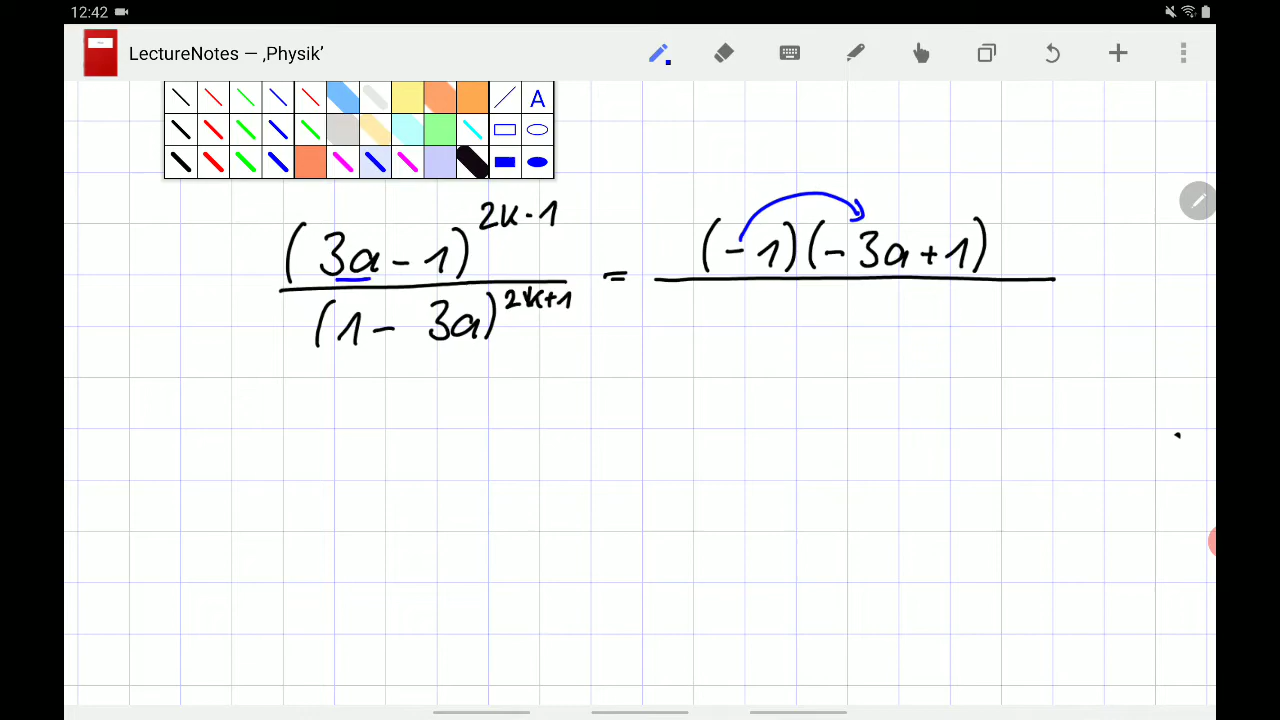 12:42
LectureNotes — ‚Physik’
A
(3a - 1)^{2k-1} / (1 - 3a)^{2k+1} = (-1)(-3a+1)